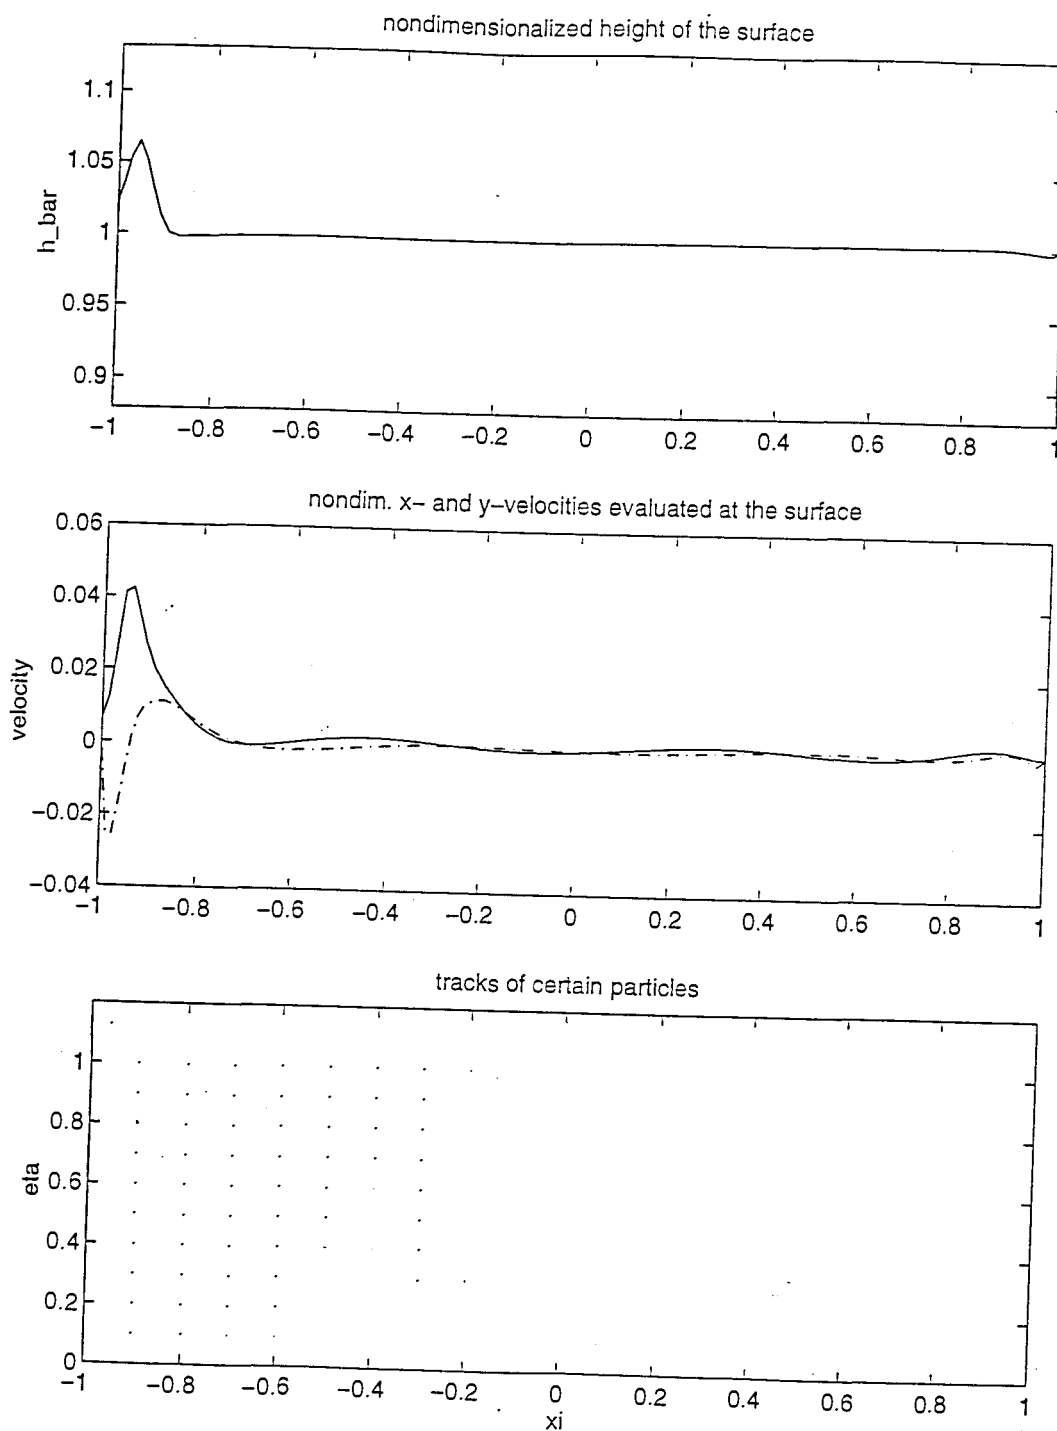 nondimensionalized height of the surface
1.1
1.05
1
0.95
0.9
h_bar
−1 −0.8 −0.6 −0.4 −0.2 0 0.2 0.4 0.6 0.8 1
nondim. x− and y−velocities evaluated at the surface
0.06
0.04
0.02
0
−0.02
−0.04
velocity
−1 −0.8 −0.6 −0.4 −0.2 0 0.2 0.4 0.6 0.8 1
tracks of certain particles
1
0.8
0.6
0.4
0.2
0
eta
−1 −0.8 −0.6 −0.4 −0.2 0 0.2 0.4 0.6 0.8 1
xi